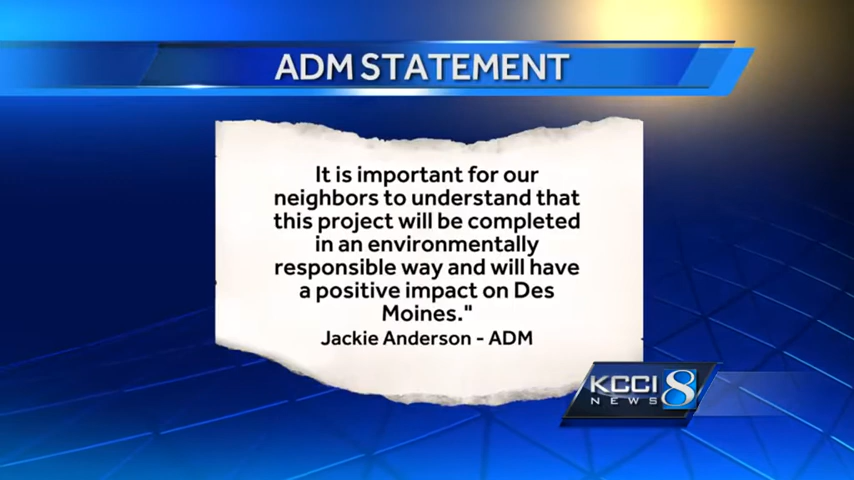 ADM STATEMENT
It is important for our
neighbors to understand that
this project will be completed
in an environmentally
responsible way and will have
a positive impact on Des
Moines."
Jackie Anderson - ADM
KCCI 8
NEWS